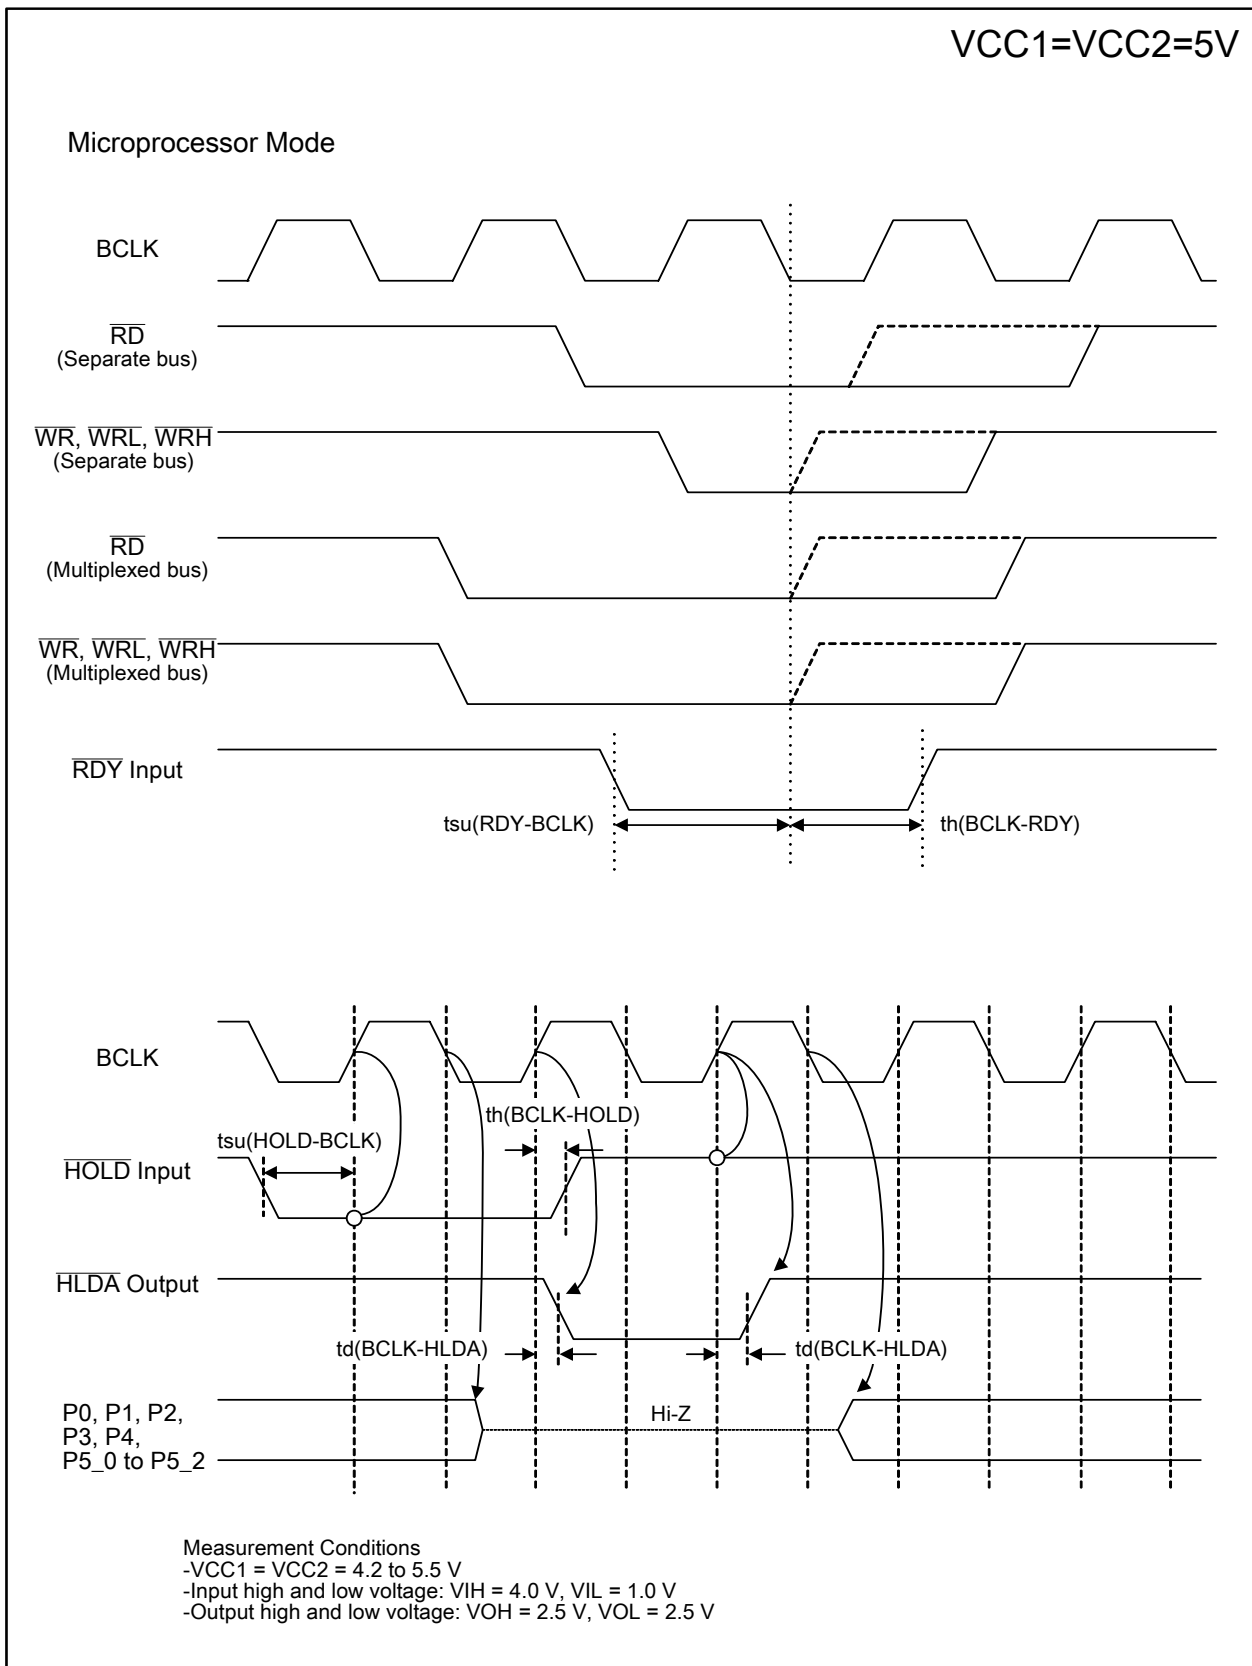 VCC1=VCC2=5V
Microprocessor Mode
BCLK
RD
(Separate bus)
WR, WRL, WRH
(Separate bus)
RD
(Multiplexed bus)
WR, WRL, WRH
(Multiplexed bus)
RDY Input
tsu(RDY-BCLK)
th(BCLK-RDY)
BCLK
th(BCLK-HOLD)
tsu(HOLD-BCLK)
HOLD Input
HLDA Output
td(BCLK-HLDA)
td(BCLK-HLDA)
Hi-Z
P0, P1, P2,
P3, P4,
P5_0 to P5_2
Measurement Conditions
-VCC1 = VCC2 = 4.2 to 5.5 V
-Input high and low voltage: VIH = 4.0 V, VIL = 1.0 V
-Output high and low voltage: VOH = 2.5 V, VOL = 2.5 V